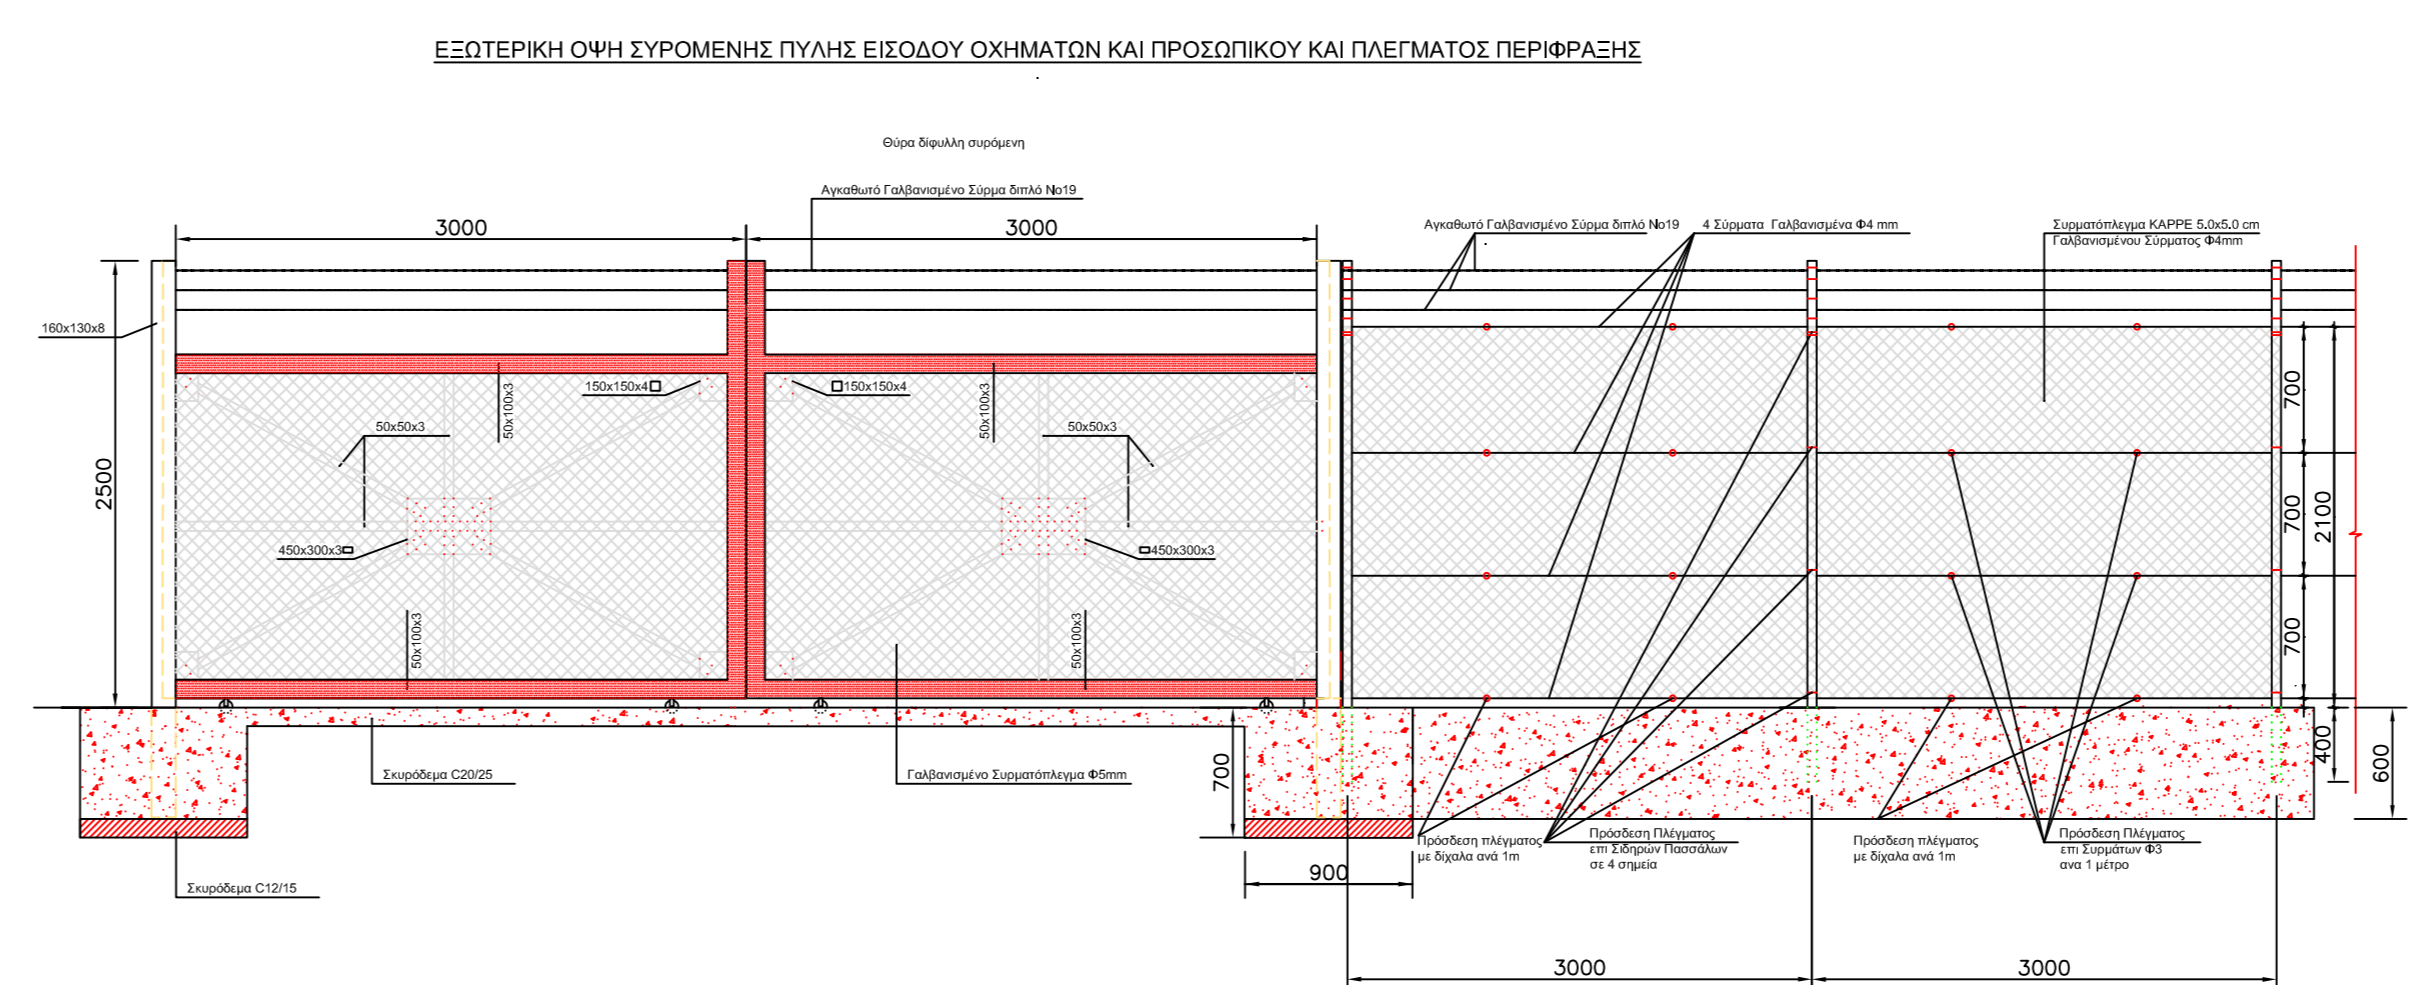 ΕΞΩΤΕΡΙΚΗ ΟΨΗ ΣΥΡΟΜΕΝΗΣ ΠΥΛΗΣ ΕΙΣΟΔΟΥ ΟΧΗΜΑΤΩΝ ΚΑΙ ΠΡΟΣΩΠΙΚΟΥ ΚΑΙ ΠΛΕΓΜΑΤΟΣ ΠΕΡΙΦΡΑΞΗΣ
Θύρα δίφυλλη συρόμενη
Αγκαθωτό Γαλβανισμένο Σύρμα διπλό Νο19
3000
3000
Αγκαθωτό Γαλβανισμένο Σύρμα διπλό Νο19
4 Σύρματα Γαλβανισμένα Φ4 mm
Συρματόπλεγμα KAPPE 5.0x5.0 cm
Γαλβανισμένου Σύρματος Φ4mm
160x130x8
2500
150x150x4
150x150x4
50x100x3
50x100x3
50x50x3
50x50x3
450x300x3
450x300x3
50x100x3
50x100x3
700
700
700
2100
400
600
700
900
Σκυρόδεμα C20/25
Γαλβανισμένο Συρματόπλεγμα Φ5mm
Σκυρόδεμα C12/15
Πρόσδεση πλέγματος
με δίχαλα ανά 1m
Πρόσδεση Πλέγματος
επι Σιδηρών Πασσάλων
σε 4 σημεία
Πρόσδεση πλέγματος
με δίχαλα ανά 1m
Πρόσδεση Πλέγματος
επι Συρμάτων Φ3
ανα 1 μέτρο
3000
3000